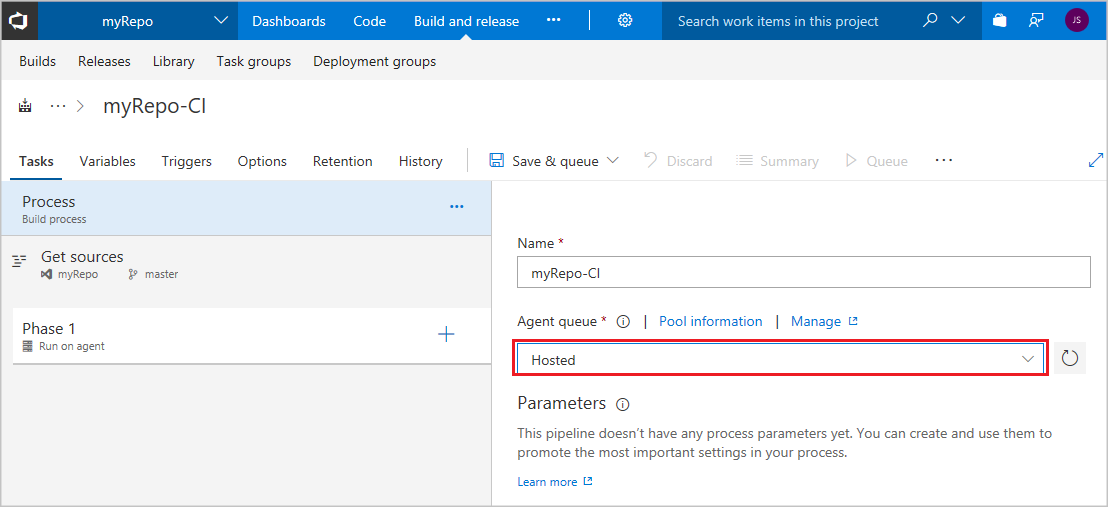 myRepo Dashboards Code Build and release ... Search work items in this project JS
Builds Releases Library Task groups Deployment groups
... myRepo-CI
Tasks Variables Triggers Options Retention History Save & queue Discard Summary Queue ...
Process ...
Build process
Get sources
myRepo master
Phase 1
Run on agent
Name *
myRepo-CI
Agent queue * | Pool information | Manage
Hosted
Parameters
This pipeline doesn't have any process parameters yet. You can create and use them to
promote the most important settings in your process.
Learn more